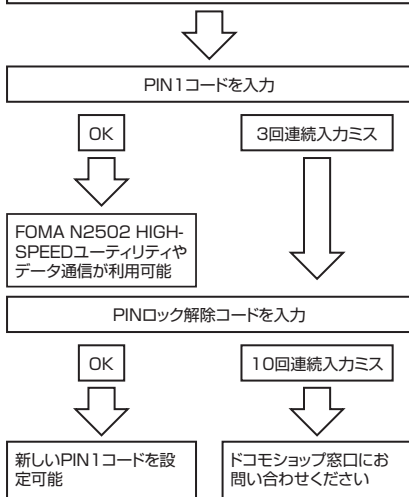 PIN1コードを入力
OK
3回連続入力ミス
FOMA N2502 HIGH-
SPEEDユーティリティや
データ通信が利用可能
PINロック解除コードを入力
OK
10回連続入力ミス
新しいPIN1コードを設
定可能
ドコモショップ窓口にお
問い合わせください